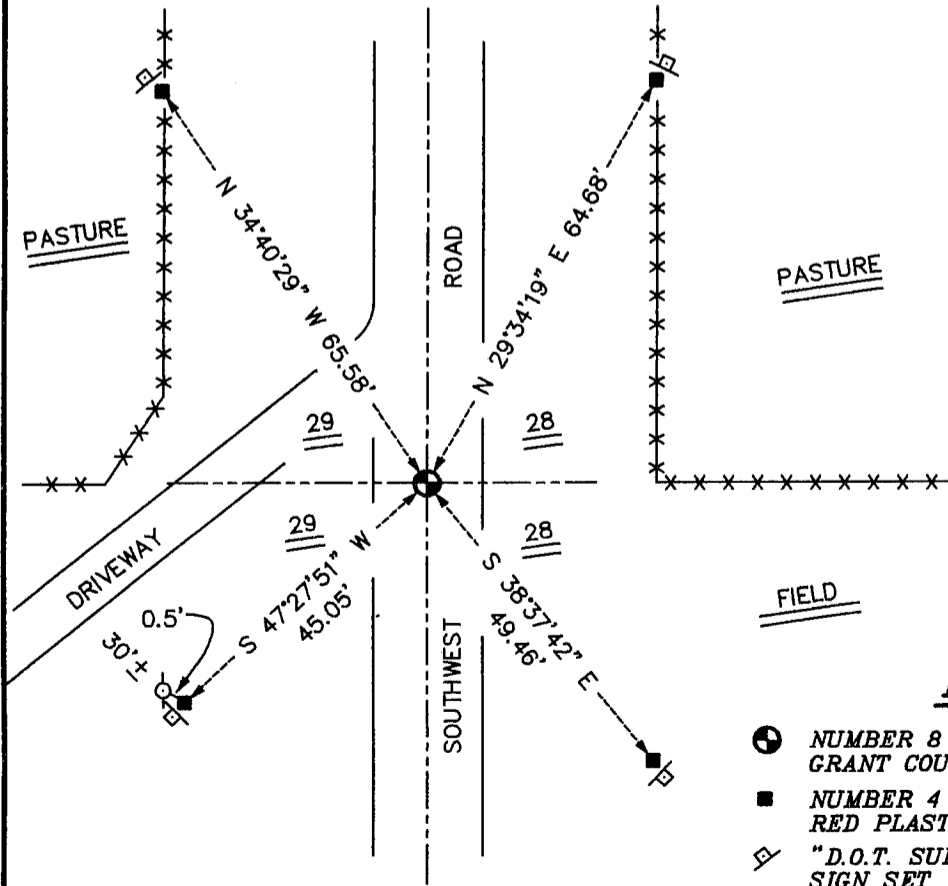 PASTURE
N 34°40'29" W 65.58'
ROAD
N 29°34'19" E 64.68'
PASTURE
29
28
29
28
DRIVEWAY
S 47°27'51" W
45.05'
0.5'
30'±
SOUTHWEST
S 38°37'42" E
49.46'
FIELD
NUMBER 8
GRANT COU
NUMBER 4
RED PLAST
"D.O.T. SU
SIGN SET